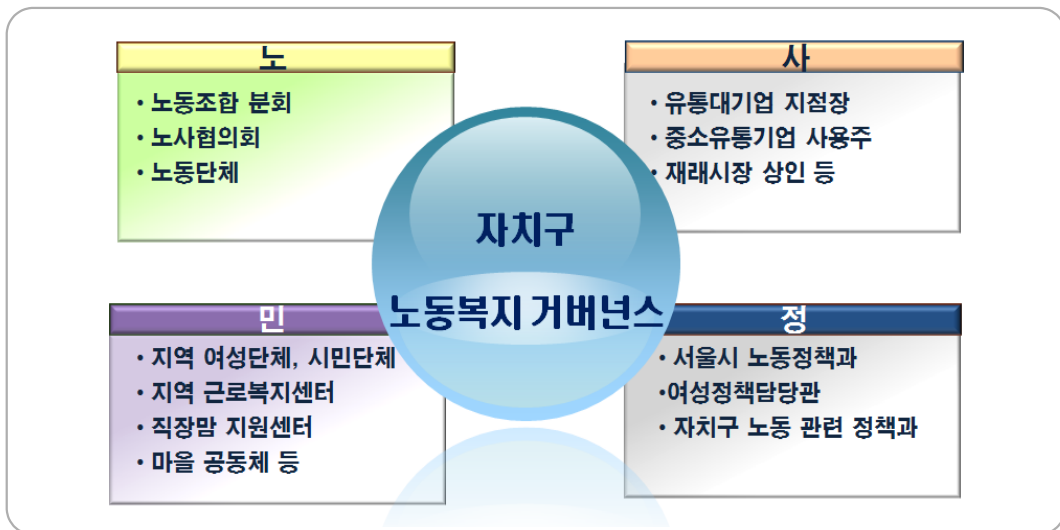 노
• 노동조합 분회
• 노사협의회
• 노동단체
사
• 유통대기업 지점장
• 중소유통기업 사용주
• 재래시장 상인 등
자치구
노동복지 거버넌스
민
• 지역 여성단체, 시민단체
• 지역 근로복지센터
• 직장맘 지원센터
• 마을 공동체 등
정
• 서울시 노동정책과
•여성정책담당관
• 자치구 노동 관련 정책과